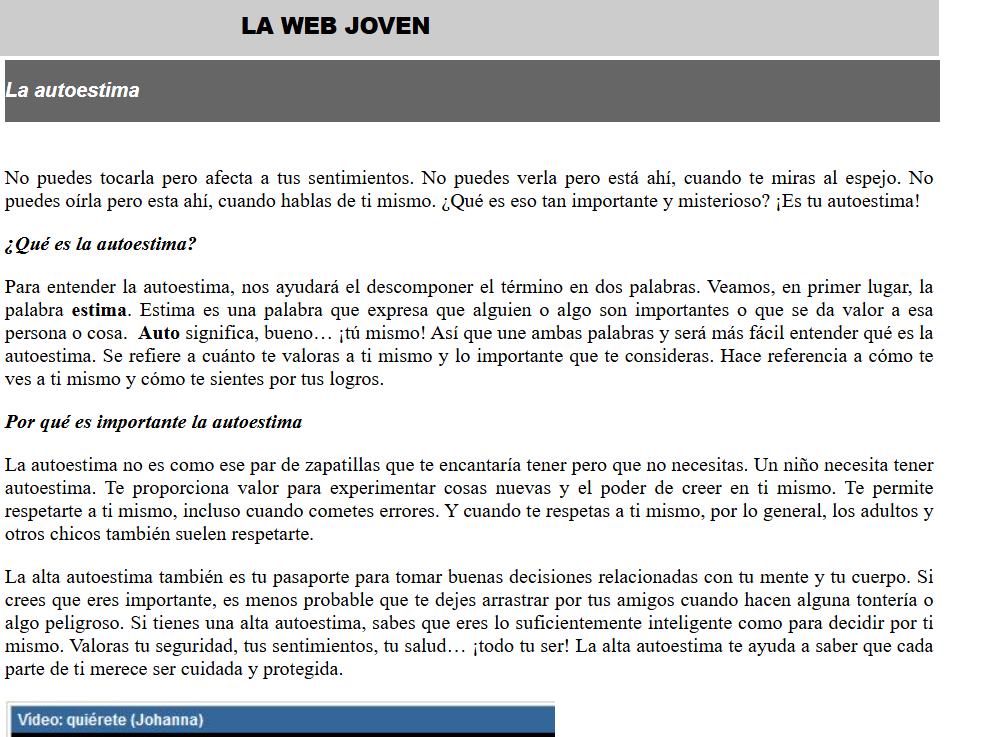 LA WEB JOVEN
La autoestima
No puedes tocarla pero afecta a tus sentimientos. No puedes verla pero está ahí, cuando te miras al espejo. No
puedes oírla pero esta ahí, cuando hablas de ti mismo. ¿Qué es eso tan importante y misterioso? ¡Es tu autoestima!
¿Qué es la autoestima?
Para entender la autoestima, nos ayudará el descomponer el término en dos palabras. Veamos, en primer lugar, la
palabra estima. Estima es una palabra que expresa que alguien o algo son importantes o que se da valor a esa
persona o cosa. Auto significa, bueno… ¡tú mismo! Así que une ambas palabras y será más fácil entender qué es la
autoestima. Se refiere a cuánto te valoras a ti mismo y lo importante que te consideras. Hace referencia a cómo te
ves a ti mismo y cómo te sientes por tus logros.
Por qué es importante la autoestima
La autoestima no es como ese par de zapatillas que te encantaría tener pero que no necesitas. Un niño necesita tener
autoestima. Te proporciona valor para experimentar cosas nuevas y el poder de creer en ti mismo. Te permite
respetarte a ti mismo, incluso cuando cometes errores. Y cuando te respetas a ti mismo, por lo general, los adultos y
otros chicos también suelen respetarte.
La alta autoestima también es tu pasaporte para tomar buenas decisiones relacionadas con tu mente y tu cuerpo. Si
crees que eres importante, es menos probable que te dejes arrastrar por tus amigos cuando hacen alguna tontería o
algo peligroso. Si tienes una alta autoestima, sabes que eres lo suficientemente inteligente como para decidir por ti
mismo. Valoras tu seguridad, tus sentimientos, tu salud… ¡todo tu ser! La alta autoestima te ayuda a saber que cada
parte de ti merece ser cuidada y protegida.
Vídeo: quiérete (Johanna)